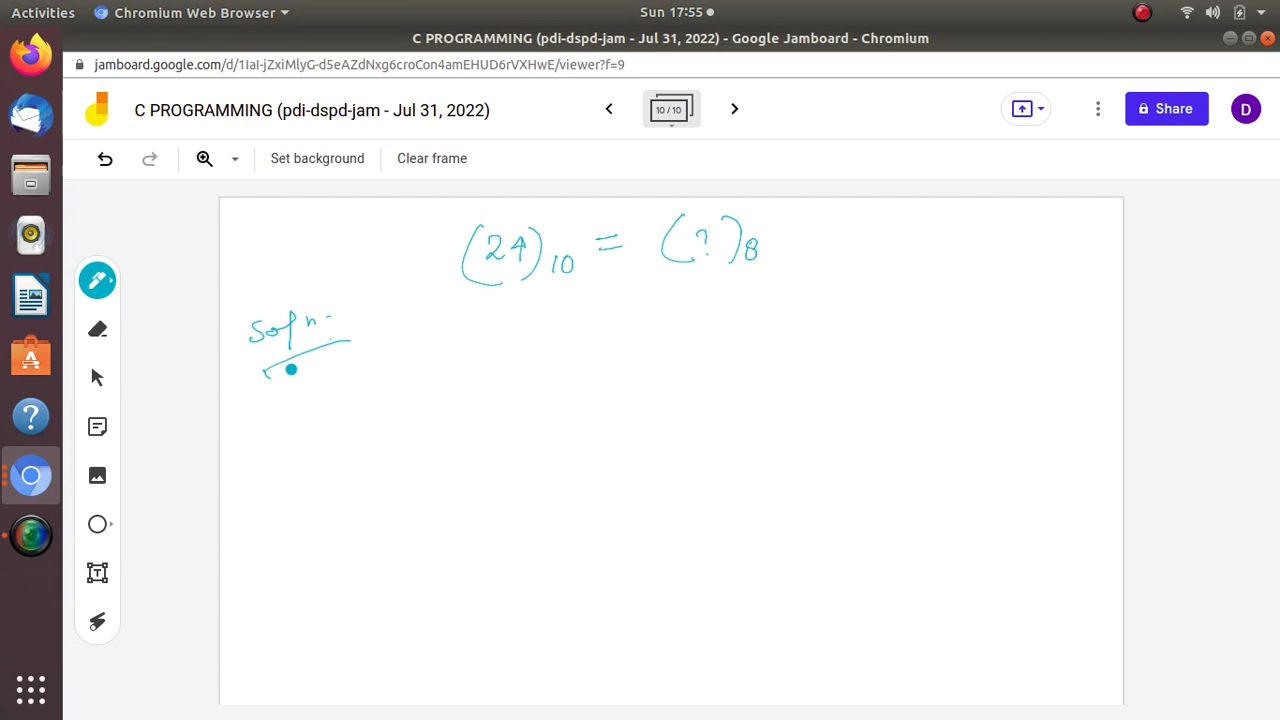 Activities Chromium Web Browser Sun 17:55
C PROGRAMMING (pdi-dspd-jam - Jul 31, 2022) - Google Jamboard - Chromium
jamboard.google.com/d/1IaI-jZxiMlyG-d5eAZdNxg6croCon4amEHUD6rVXHwE/viewer?f=9
C PROGRAMMING (pdi-dspd-jam - Jul 31, 2022) 10 / 10 Share D
Set background Clear frame
(24)10 = (?)8
Sol n: